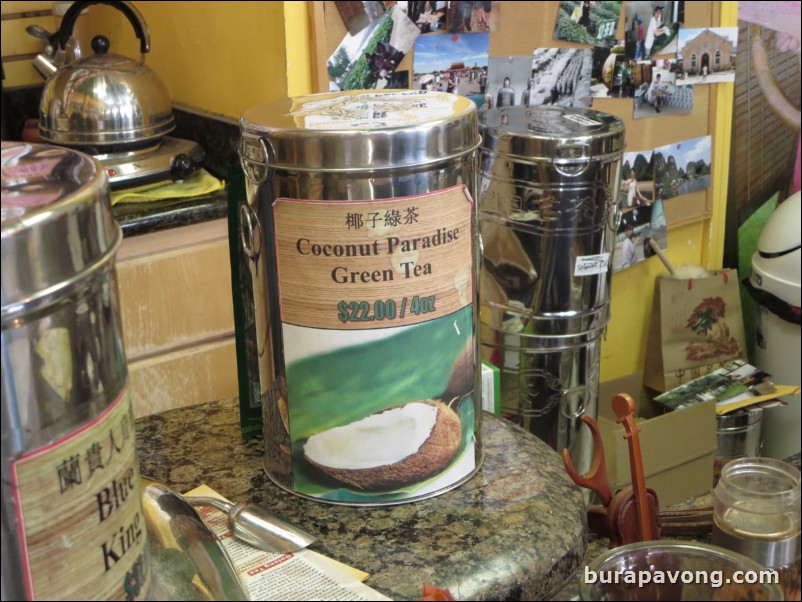 椰子綠茶
Coconut Paradise
Green Tea
$22.00 / 4oz
蘭貴人
Blue
King
burapavong.com